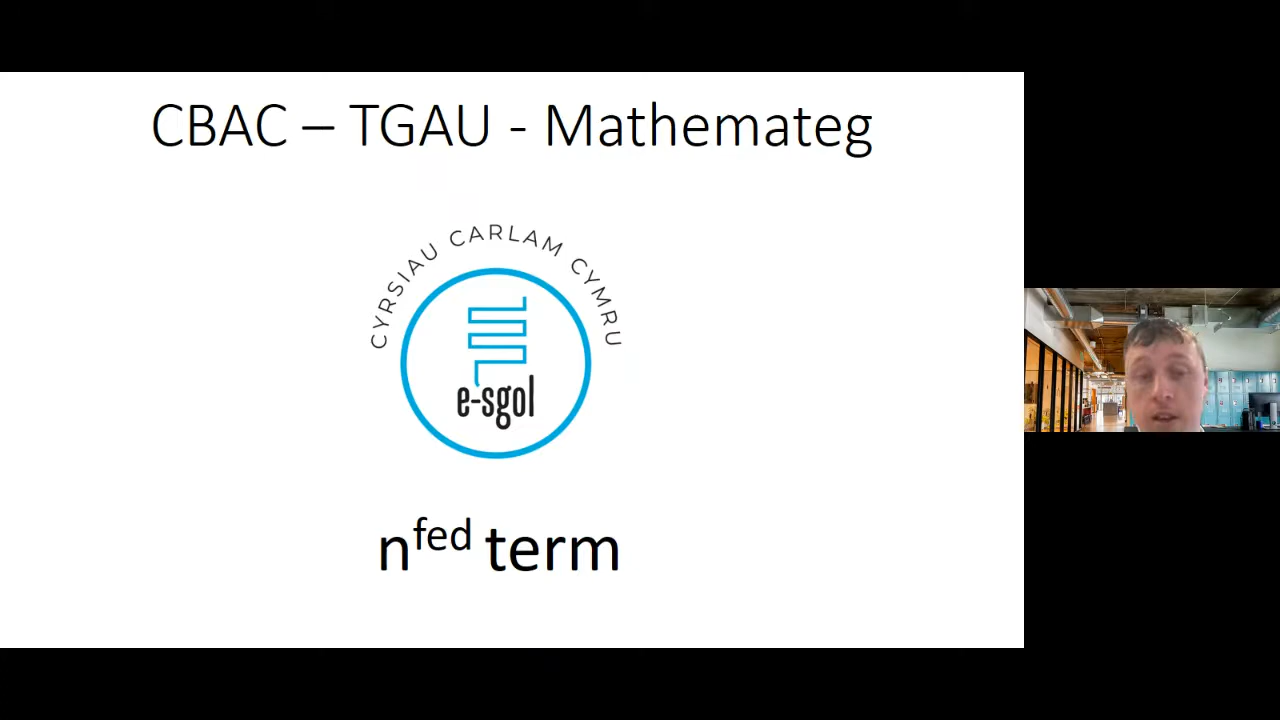 CBAC – TGAU - Mathemateg
CYRSIAU CARLAM CYMRU
e-sgol
nfed term